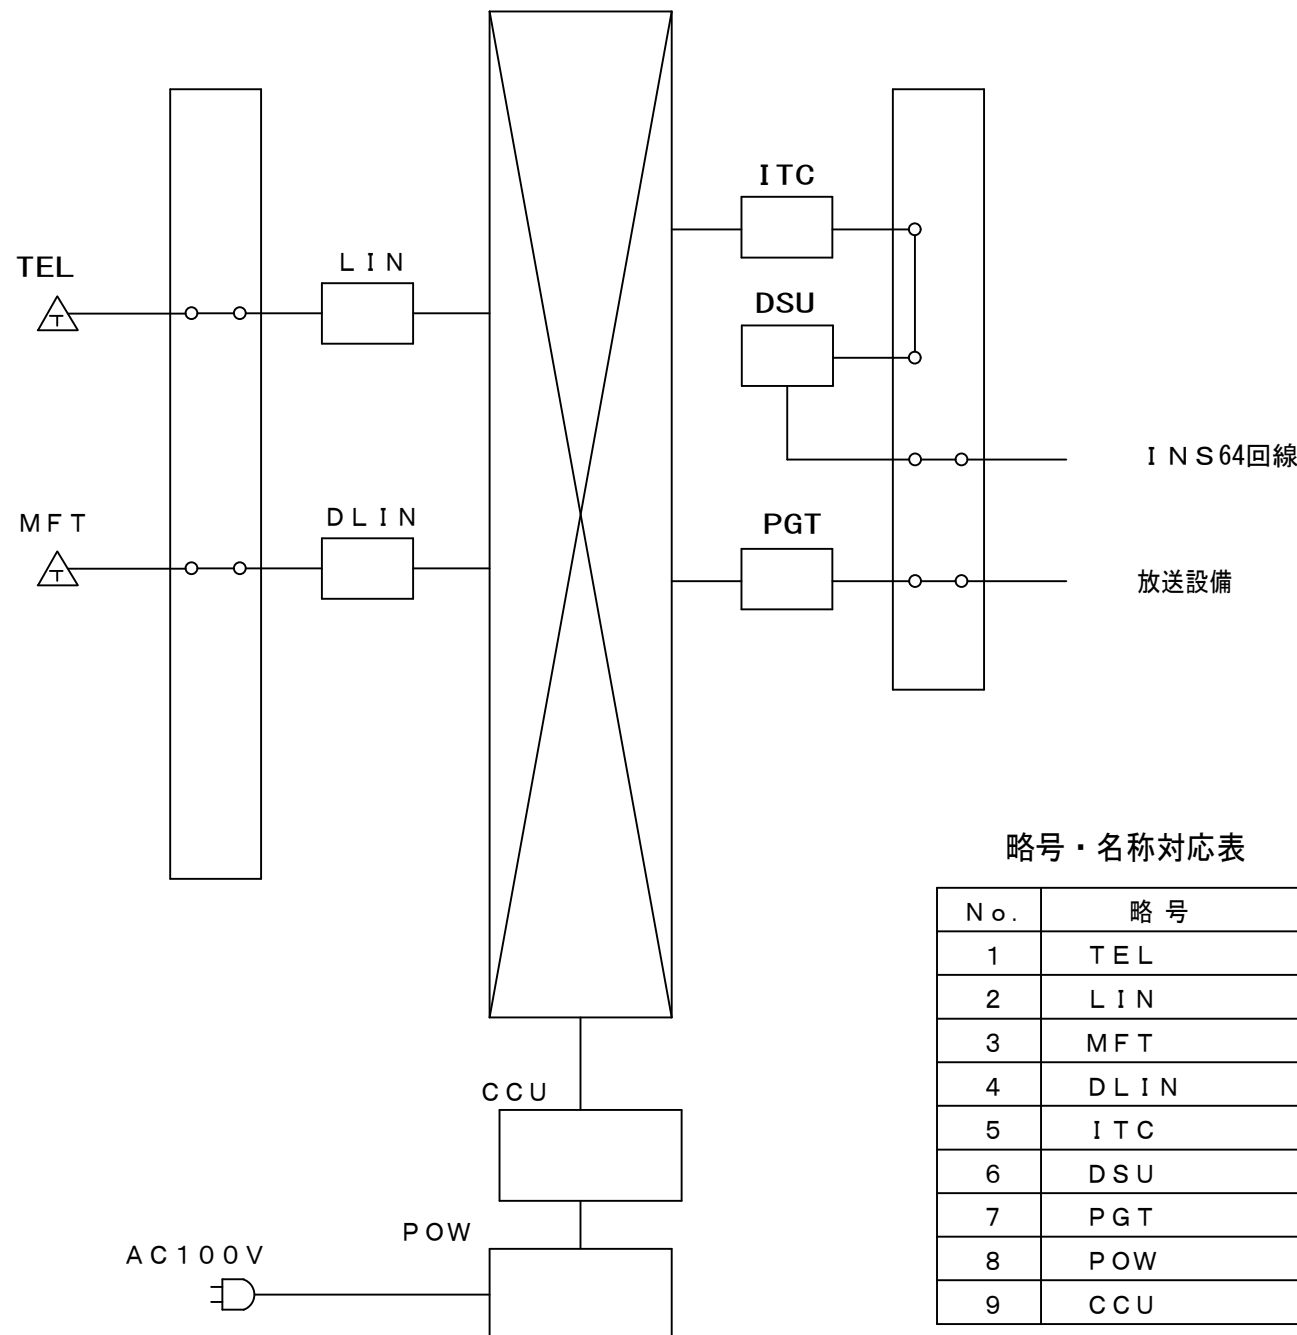 ITC
TEL
LIN
DSU
INS64回線
MFT
DLIN
PGT
放送設備
T
T
略号・名称対応表
No. 略号
1 TEL
2 LIN
3 MFT
4 DLIN
5 ITC
6 DSU
7 PGT
8 POW
9 CCU
CCU
POW
AC100V